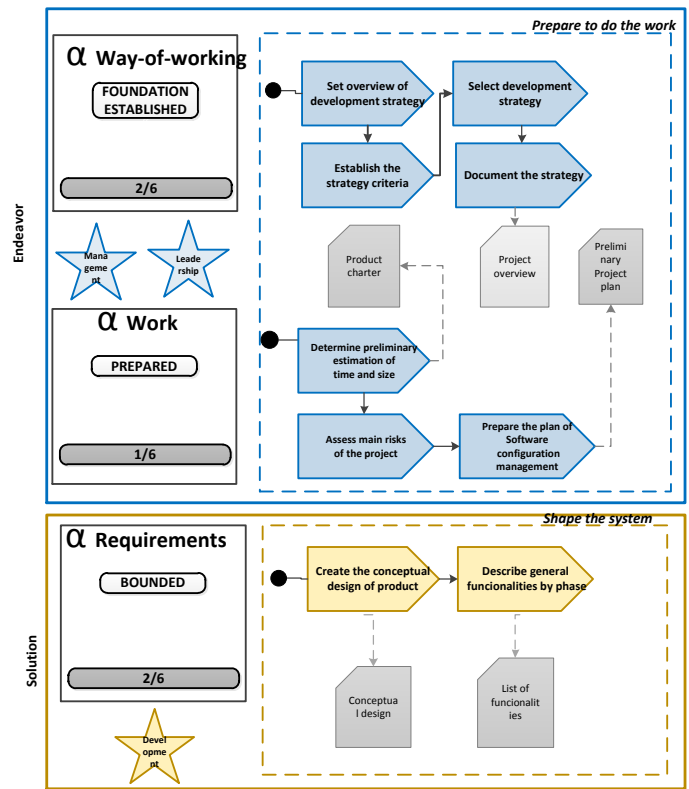 Prepare to do the work
α Way-of-working
FOUNDATION
ESTABLISHED
2/6
Set overview of
development strategy
Select development
strategy
Establish the
strategy criteria
Document the strategy
Endeavor
Mana
geme
nt
Leade
rship
Product
charter
Project
overview
Prelimi
nary
Project
plan
α Work
PREPARED
1/6
Determine preliminary
estimation of
time and size
Assess main risks
of the project
Prepare the plan of
Software
configuration
management
Shape the system
α Requirements
BOUNDED
2/6
Create the conceptual
design of product
Describe general
funcionalities by phase
Solution
Conceptua
l design
List of
funcionalit
ies
Devel
opme
nt